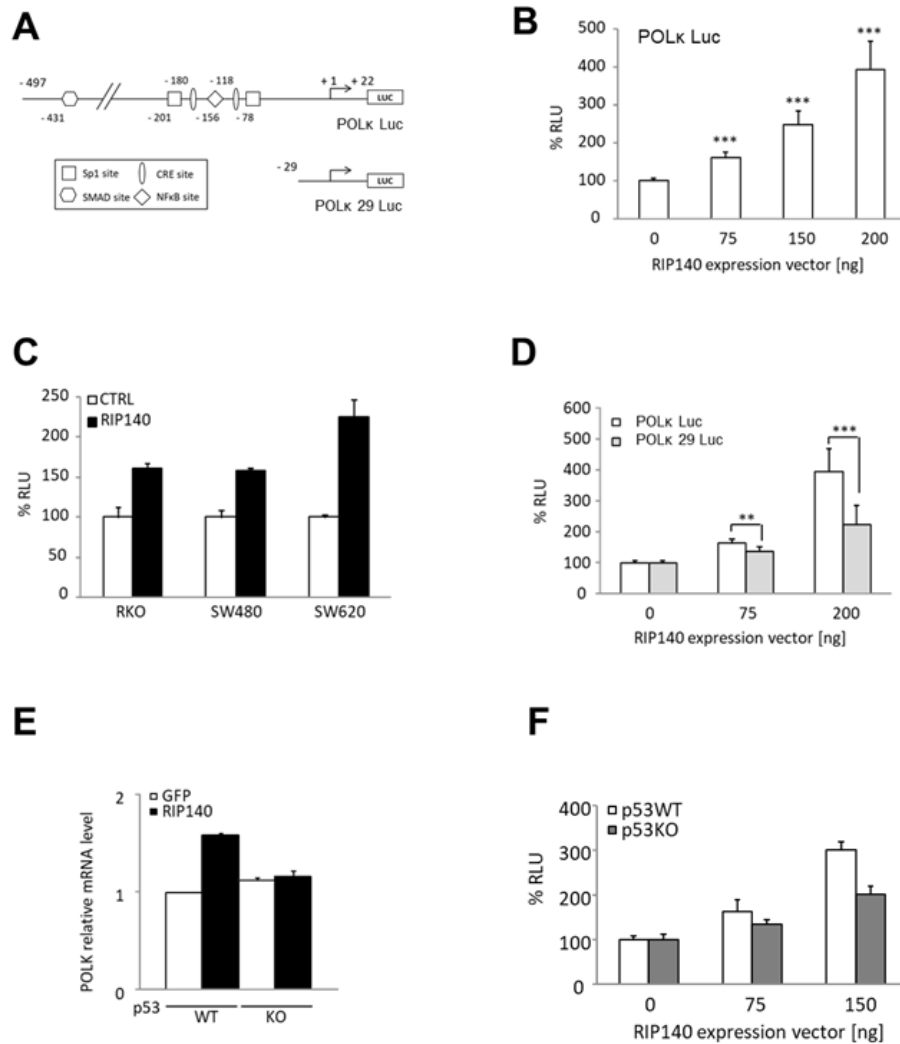 A
- 497
- 180
- 118
+ 1
+ 22
LUC
- 431
- 201
- 156
- 78
POLκ Luc
Sp1 site
CRE site
SMAD site
NFκB site
- 29
LUC
POLκ 29 Luc
B
POLκ Luc
% RLU
500
400
300
200
100
0
***
***
***
0 75 150 200
RIP140 expression vector [ng]
C
CTRL
RIP140
% RLU
250
200
150
100
50
0
RKO SW480 SW620
D
POLκ Luc
POLκ 29 Luc
% RLU
600
500
400
300
200
100
0
**
***
0 75 200
RIP140 expression vector [ng]
E
GFP
RIP140
POLK relative mRNA level
2
1
0
p53 WT KO
F
p53WT
p53KO
% RLU
400
300
200
100
0
0 75 150
RIP140 expression vector [ng]